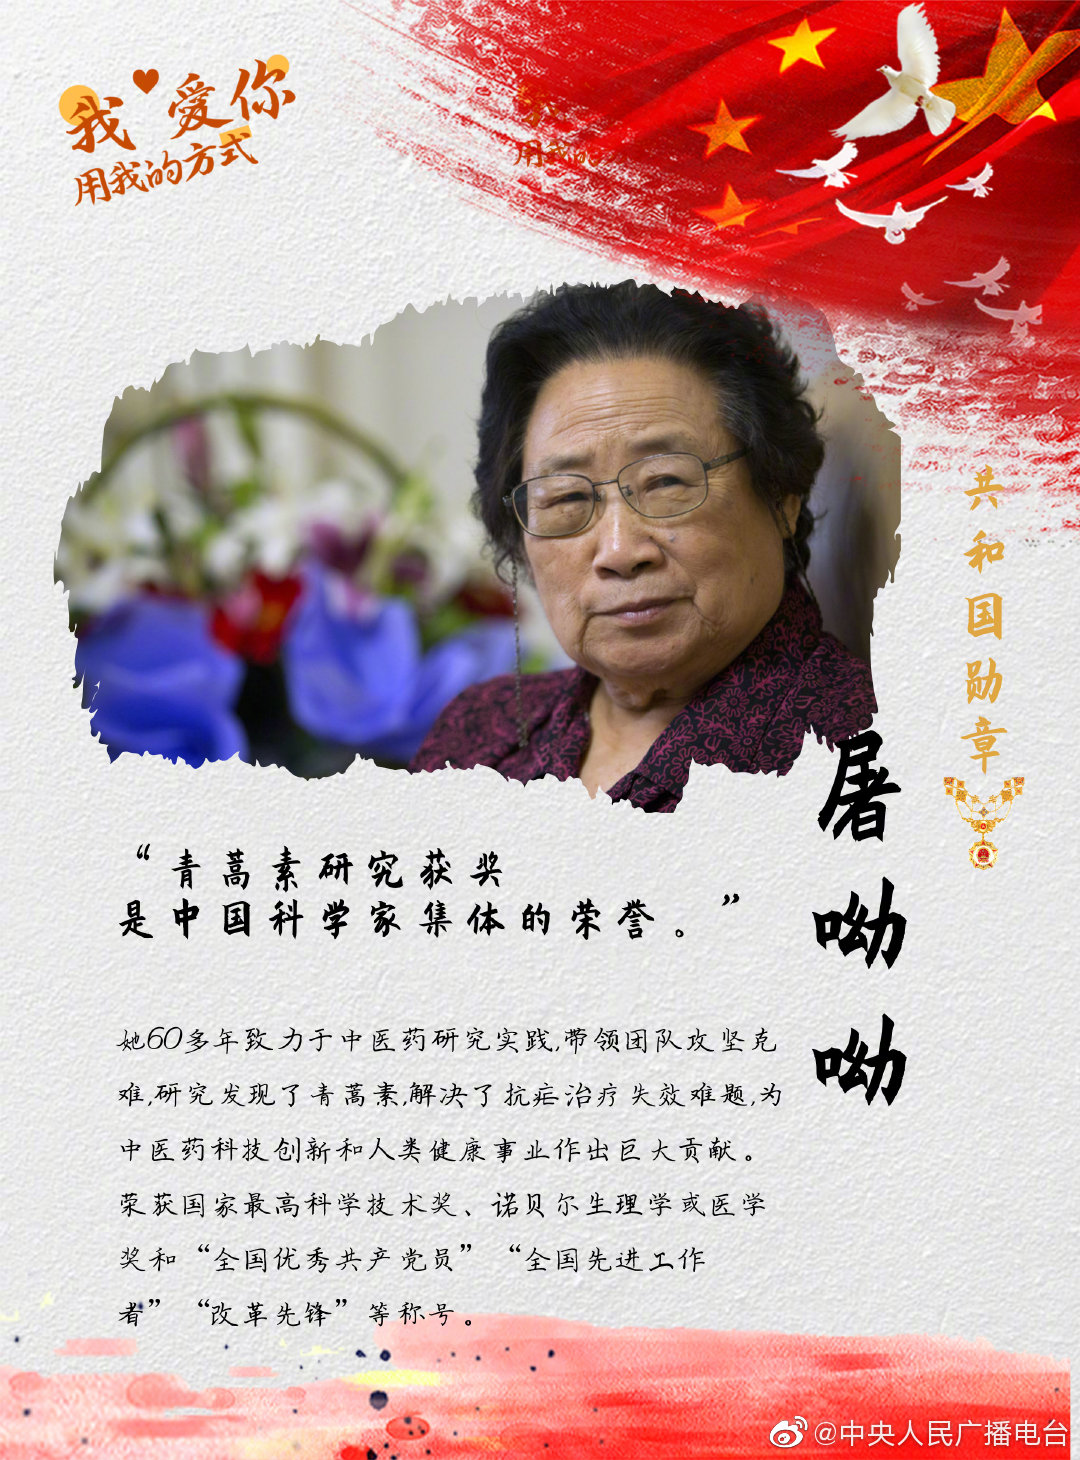 我爱你
用我的方式
我
用我的
共和国勋章
屠呦呦
“青蒿素研究获奖
是中国科学家集体的荣誉。”
她60多年致力于中医药研究实践,带领团队攻坚克
难,研究发现了青蒿素,解决了抗疟治疗失效难题,为
中医药科技创新和人类健康事业作出巨大贡献。
荣获国家最高科学技术奖、诺贝尔生理学或医学
奖和“全国优秀共产党员”“全国先进工作
者”“改革先锋”等称号。
@中央人民广播电台